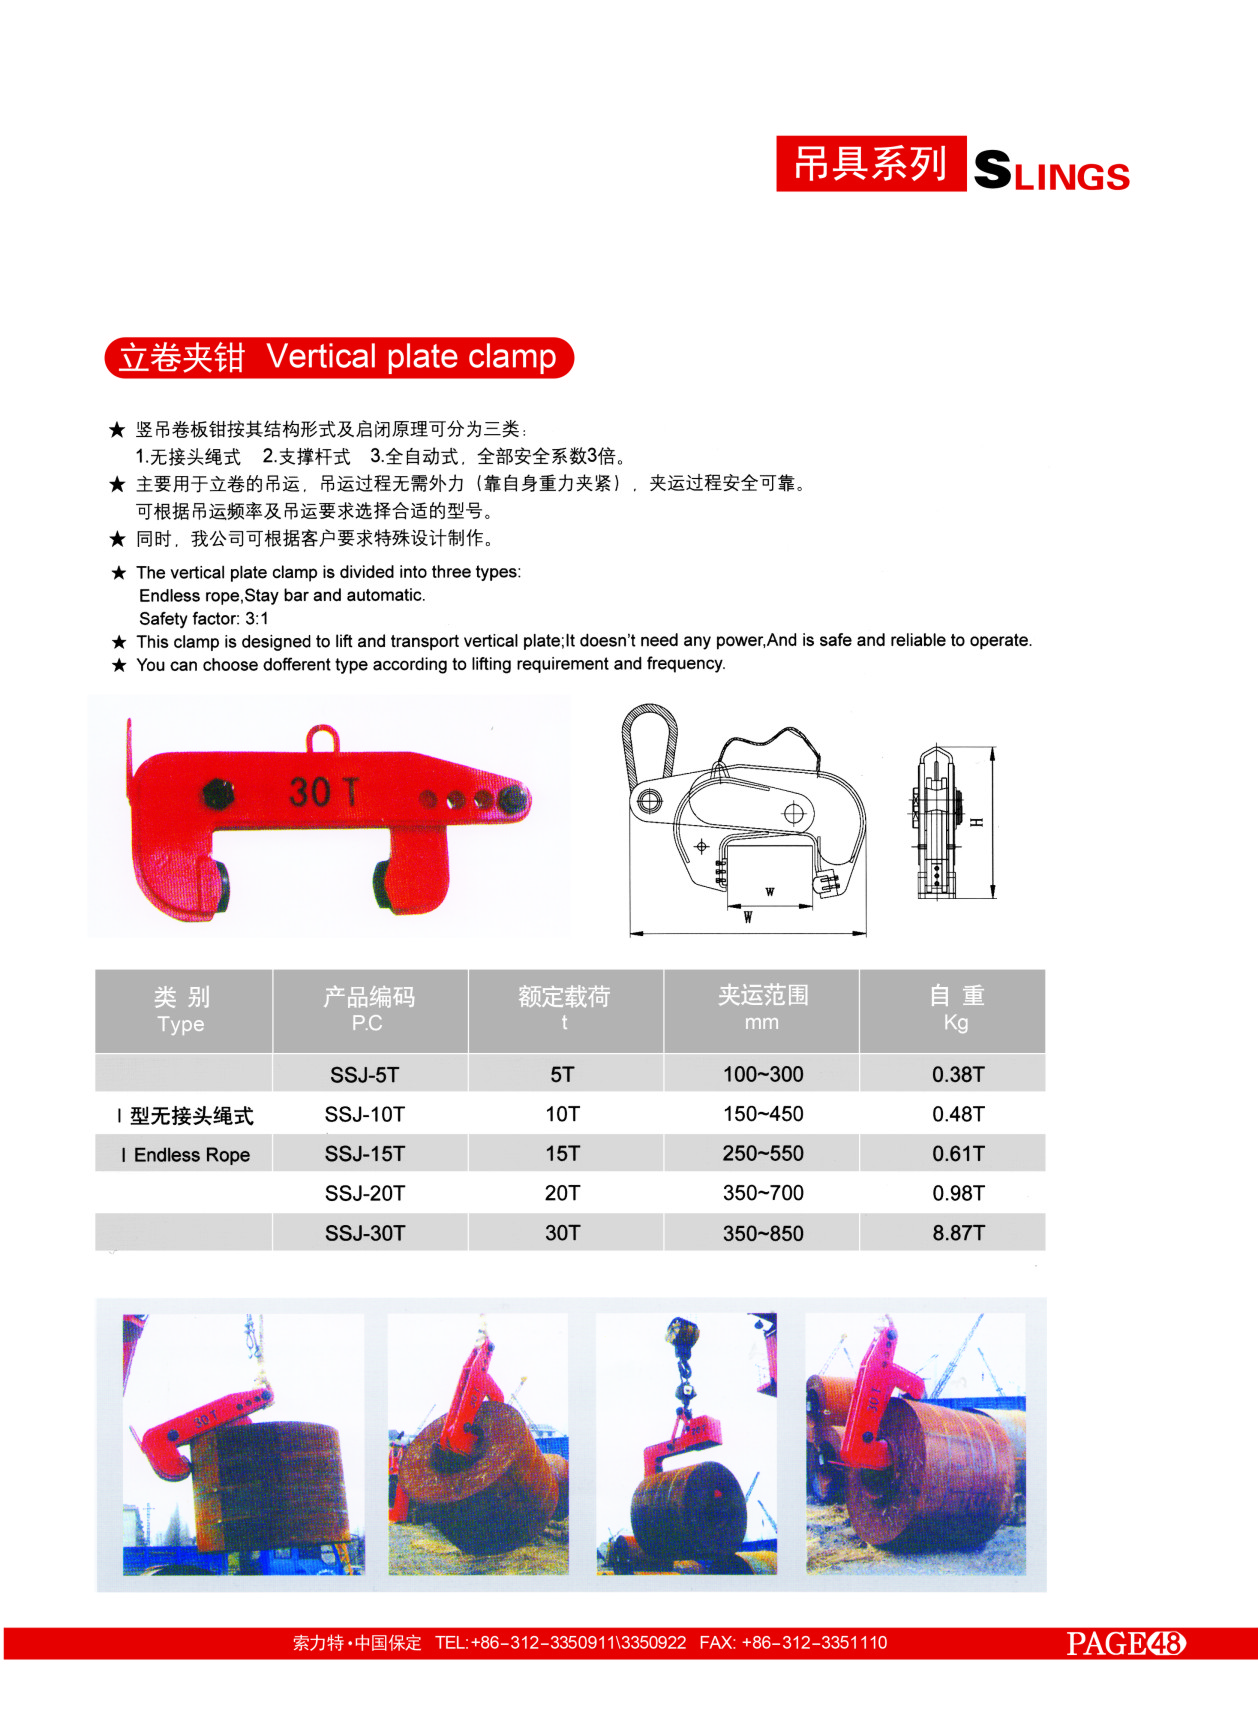 吊具系列 SLINGS
立卷夹钳 Vertical plate clamp
★ 竖吊卷板钳按其结构形式及启闭原理可分为三类：
1.无接头绳式 2.支撑杆式 3.全自动式，全部安全系数3倍。
★ 主要用于立卷的吊运，吊运过程无需外力（靠自身重力夹紧），夹运过程安全可靠。
可根据吊运频率及吊运要求选择合适的型号。
★ 同时，我公司可根据客户要求特殊设计制作。
★ The vertical plate clamp is divided into three types:
Endless rope,Stay bar and automatic.
Safety factor: 3:1
★ This clamp is designed to lift and transport vertical plate;It doesn't need any power,And is safe and reliable to operate.
★ You can choose dofferent type according to lifting requirement and frequency.
30 T
W
W
H
类 别 产品编码 额定载荷 夹运范围 自 重
Type P.C t mm Kg
SSJ-5T 5T 100~300 0.38T
I 型无接头绳式 SSJ-10T 10T 150~450 0.48T
I Endless Rope SSJ-15T 15T 250~550 0.61T
SSJ-20T 20T 350~700 0.98T
SSJ-30T 30T 350~850 8.87T
30 T
30 T
索力特·中国保定 TEL:+86-312-3350911\3350922 FAX: +86-312-3351110
PAGE 48